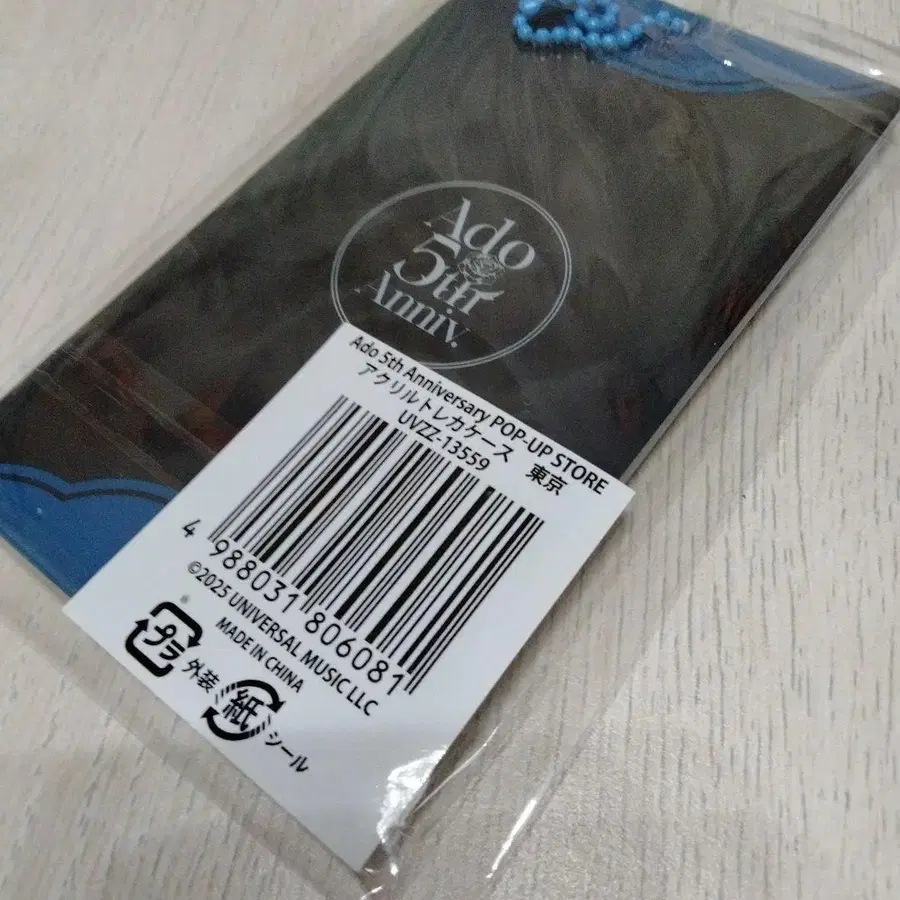 Ado
5th
Anniv.
Ado 5th Anniversary POP-UP STORE
アクリルトレカケース 東京
UVZZ-13559
4 988031 806081
©2025 UNIVERSAL MUSIC LLC
MADE IN CHINA
プラ 外装
紙 シール